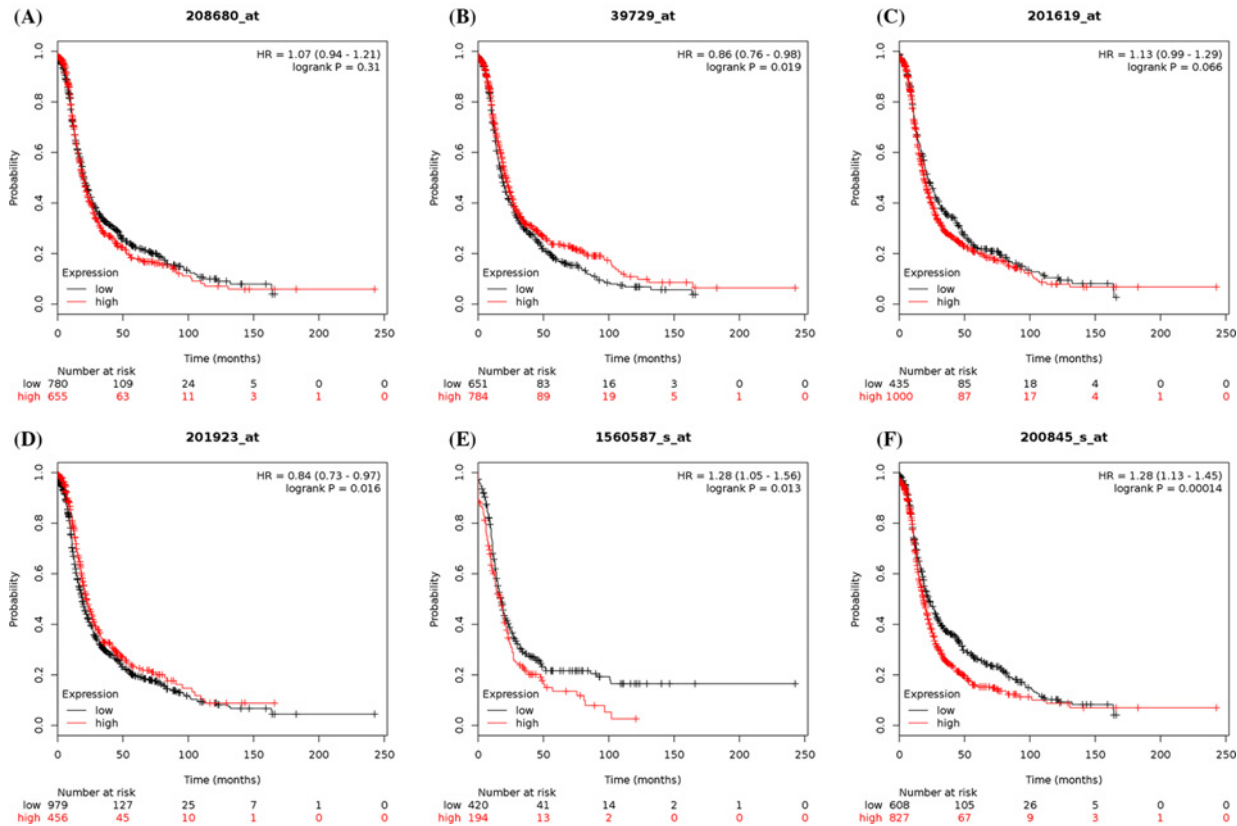 (A) 208680_at
HR = 1.07 (0.94 - 1.21)
logrank P = 0.31
Probability
1.0
0.8
0.6
0.4
0.2
0.0
Expression
low
high
0 50 100 150 200 250
Time (months)
Number at risk
low 780 109 24 5 0 0
high 655 63 11 3 1 0
(B) 39729_at
HR = 0.86 (0.76 - 0.98)
logrank P = 0.019
Probability
1.0
0.8
0.6
0.4
0.2
0.0
Expression
low
high
0 50 100 150 200 250
Time (months)
Number at risk
low 651 83 16 3 0 0
high 784 89 19 5 1 0
(C) 201619_at
HR = 1.13 (0.99 - 1.29)
logrank P = 0.066
Probability
1.0
0.8
0.6
0.4
0.2
0.0
Expression
low
high
0 50 100 150 200 250
Time (months)
Number at risk
low 435 85 18 4 0 0
high 1000 87 17 4 1 0
(D) 201923_at
HR = 0.84 (0.73 - 0.97)
logrank P = 0.016
Probability
1.0
0.8
0.6
0.4
0.2
0.0
Expression
low
high
0 50 100 150 200 250
Time (months)
Number at risk
low 979 127 25 7 1 0
high 456 45 10 1 0 0
(E) 1560587_s_at
HR = 1.28 (1.05 - 1.56)
logrank P = 0.013
Probability
1.0
0.8
0.6
0.4
0.2
0.0
Expression
low
high
0 50 100 150 200 250
Time (months)
Number at risk
low 420 41 14 2 1 0
high 194 13 2 0 0 0
(F) 200845_s_at
HR = 1.28 (1.13 - 1.45)
logrank P = 0.00014
Probability
1.0
0.8
0.6
0.4
0.2
0.0
Expression
low
high
0 50 100 150 200 250
Time (months)
Number at risk
low 608 105 26 5 0 0
high 827 67 9 3 1 0